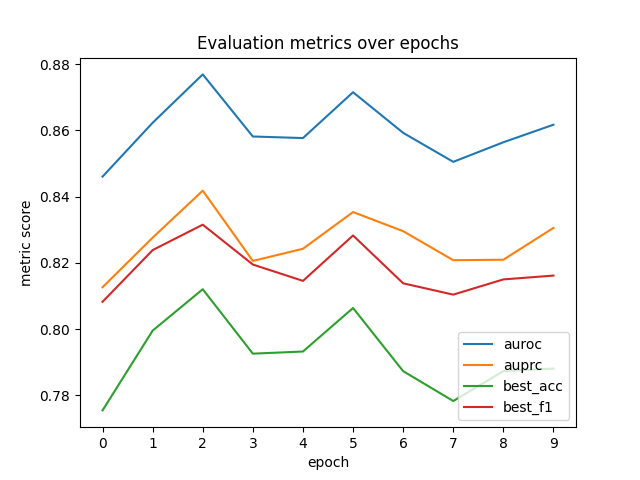 Evaluation metrics over epochs
metric score
0.88
0.86
0.84
0.82
0.80
0.78
auroc
auprc
best_acc
best_f1
0 1 2 3 4 5 6 7 8 9
epoch